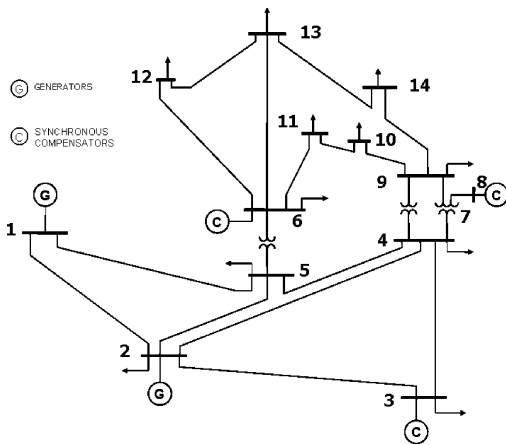 13
12
14
G GENERATORS
11
10
C SYNCHRONOUS
COMPENSATORS
9
8
C
G
7
C
6
1
4
5
2
G
3
C